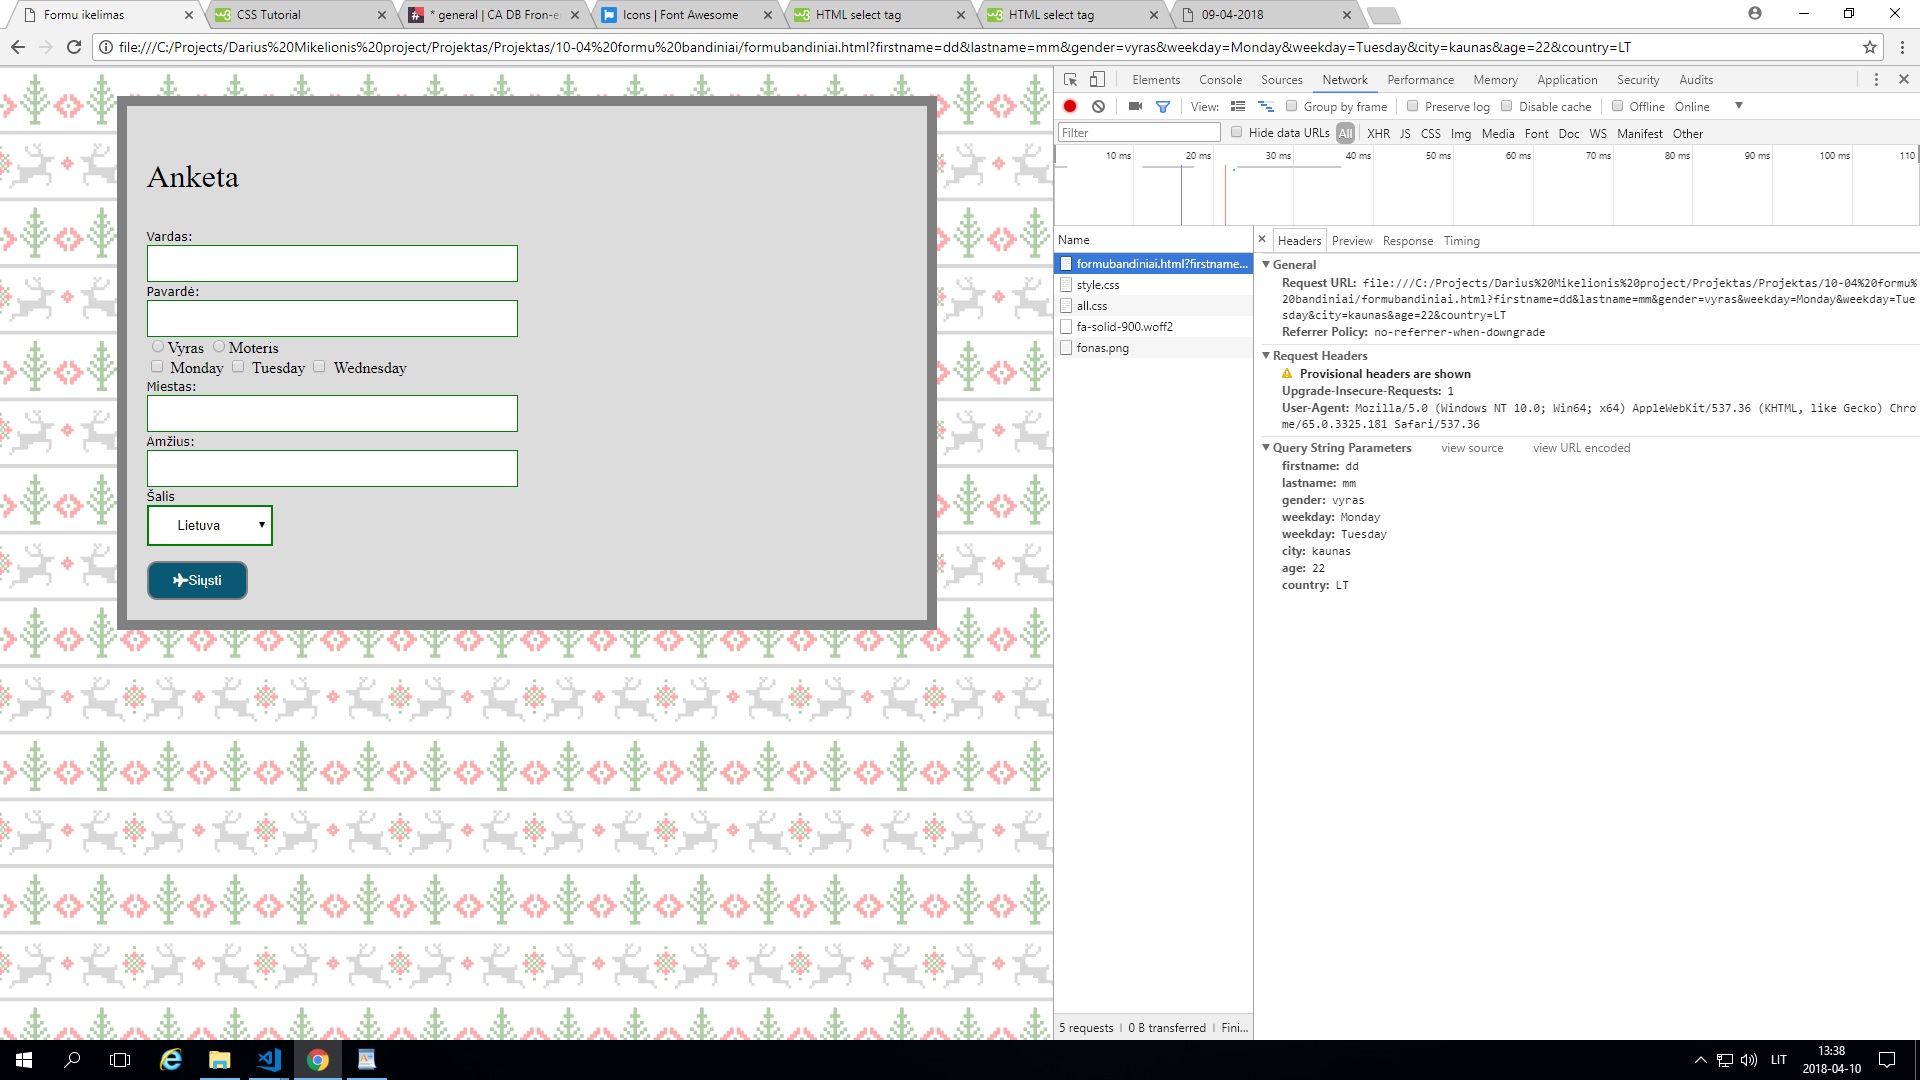 Formu ikelimas
CSS Tutorial
* general | CA DB Fron-e
Icons | Font Awesome
HTML select tag
HTML select tag
09-04-2018
file:///C:/Projects/Darius%20Mikelionis%20project/Projektas/Projektas/10-04%20formu%20bandiniai/formubandiniai.html?firstname=dd&lastname=mm&gender=vyras&weekday=Monday&weekday=Tuesday&city=kaunas&age=22&country=LT
Anketa
Vardas:
Pavardė:
Vyras Moteris
Monday Tuesday Wednesday
Miestas:
Amžius:
Šalis
Lietuva
Siųsti
Elements Console Sources Network Performance Memory Application Security Audits
View: Group by frame Preserve log Disable cache Offline Online
Filter Hide data URLs All XHR JS CSS Img Media Font Doc WS Manifest Other
10 ms 20 ms 30 ms 40 ms 50 ms 60 ms 70 ms 80 ms 90 ms 100 ms 110
Name
formubandiniai.html?firstname...
style.css
all.css
fa-solid-900.woff2
fonas.png
5 requests | 0 B transferred | Fini...
Headers Preview Response Timing
General
Request URL: file:///C:/Projects/Darius%20Mikelionis%20project/Projektas/Projektas/10-04%20formu%
20bandiniai/formubandiniai.html?firstname=dd&lastname=mm&gender=vyras&weekday=Monday&weekday=Tue
sday&city=kaunas&age=22&country=LT
Referrer Policy: no-referrer-when-downgrade
Request Headers
Provisional headers are shown
Upgrade-Insecure-Requests: 1
User-Agent: Mozilla/5.0 (Windows NT 10.0; Win64; x64) AppleWebKit/537.36 (KHTML, like Gecko) Chro
me/65.0.3325.181 Safari/537.36
Query String Parameters view source view URL encoded
firstname: dd
lastname: mm
gender: vyras
weekday: Monday
weekday: Tuesday
city: kaunas
age: 22
country: LT
LIT
13:38
2018-04-10